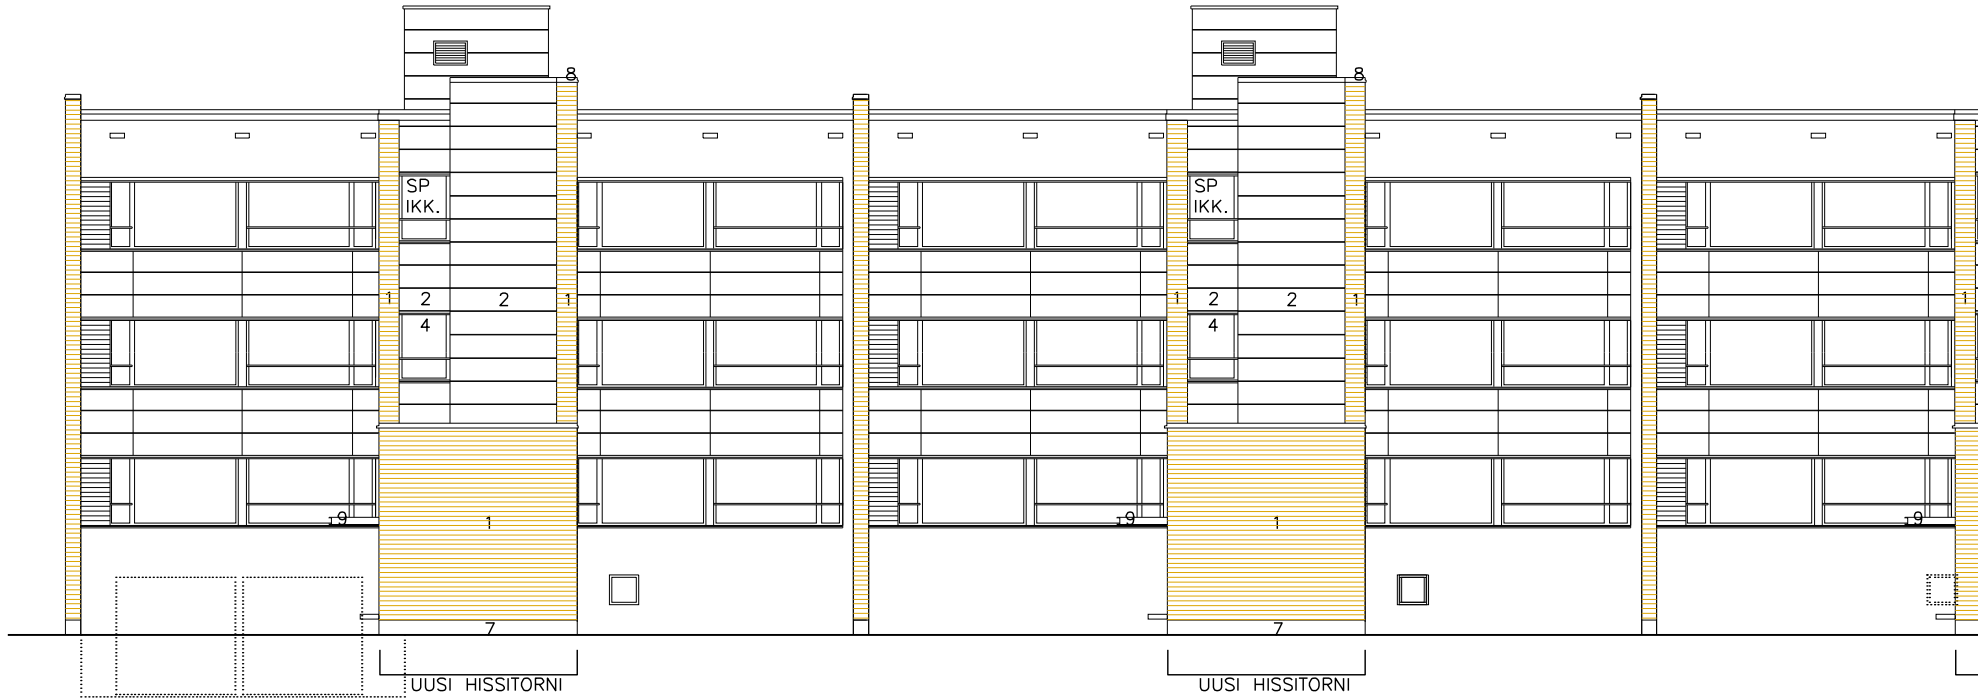 8 8
SP SP
IKK. IKK.
1 2 2 1 1 2 2 1 1
4 4
9 1 9 1 9
7 7
UUSI HISSITORNI UUSI HISSITORNI